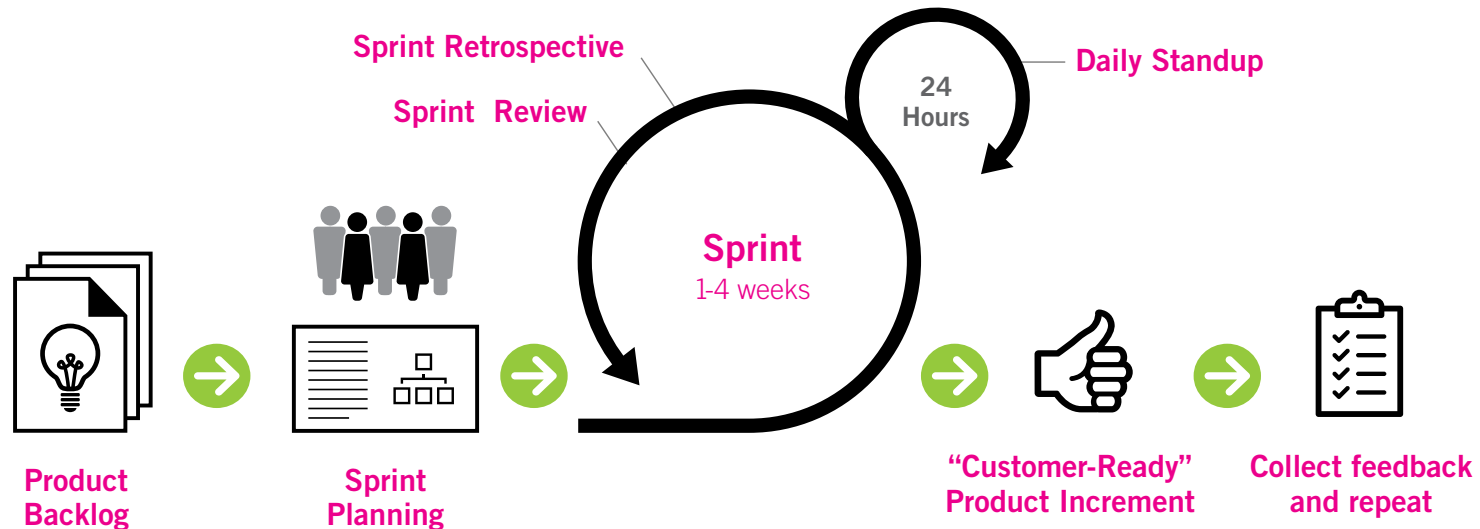 Sprint Retrospective
Sprint Review
Daily Standup
24
Hours
Sprint
1-4 weeks
Product
Backlog
Sprint
Planning
“Customer-Ready”
Product Increment
Collect feedback
and repeat